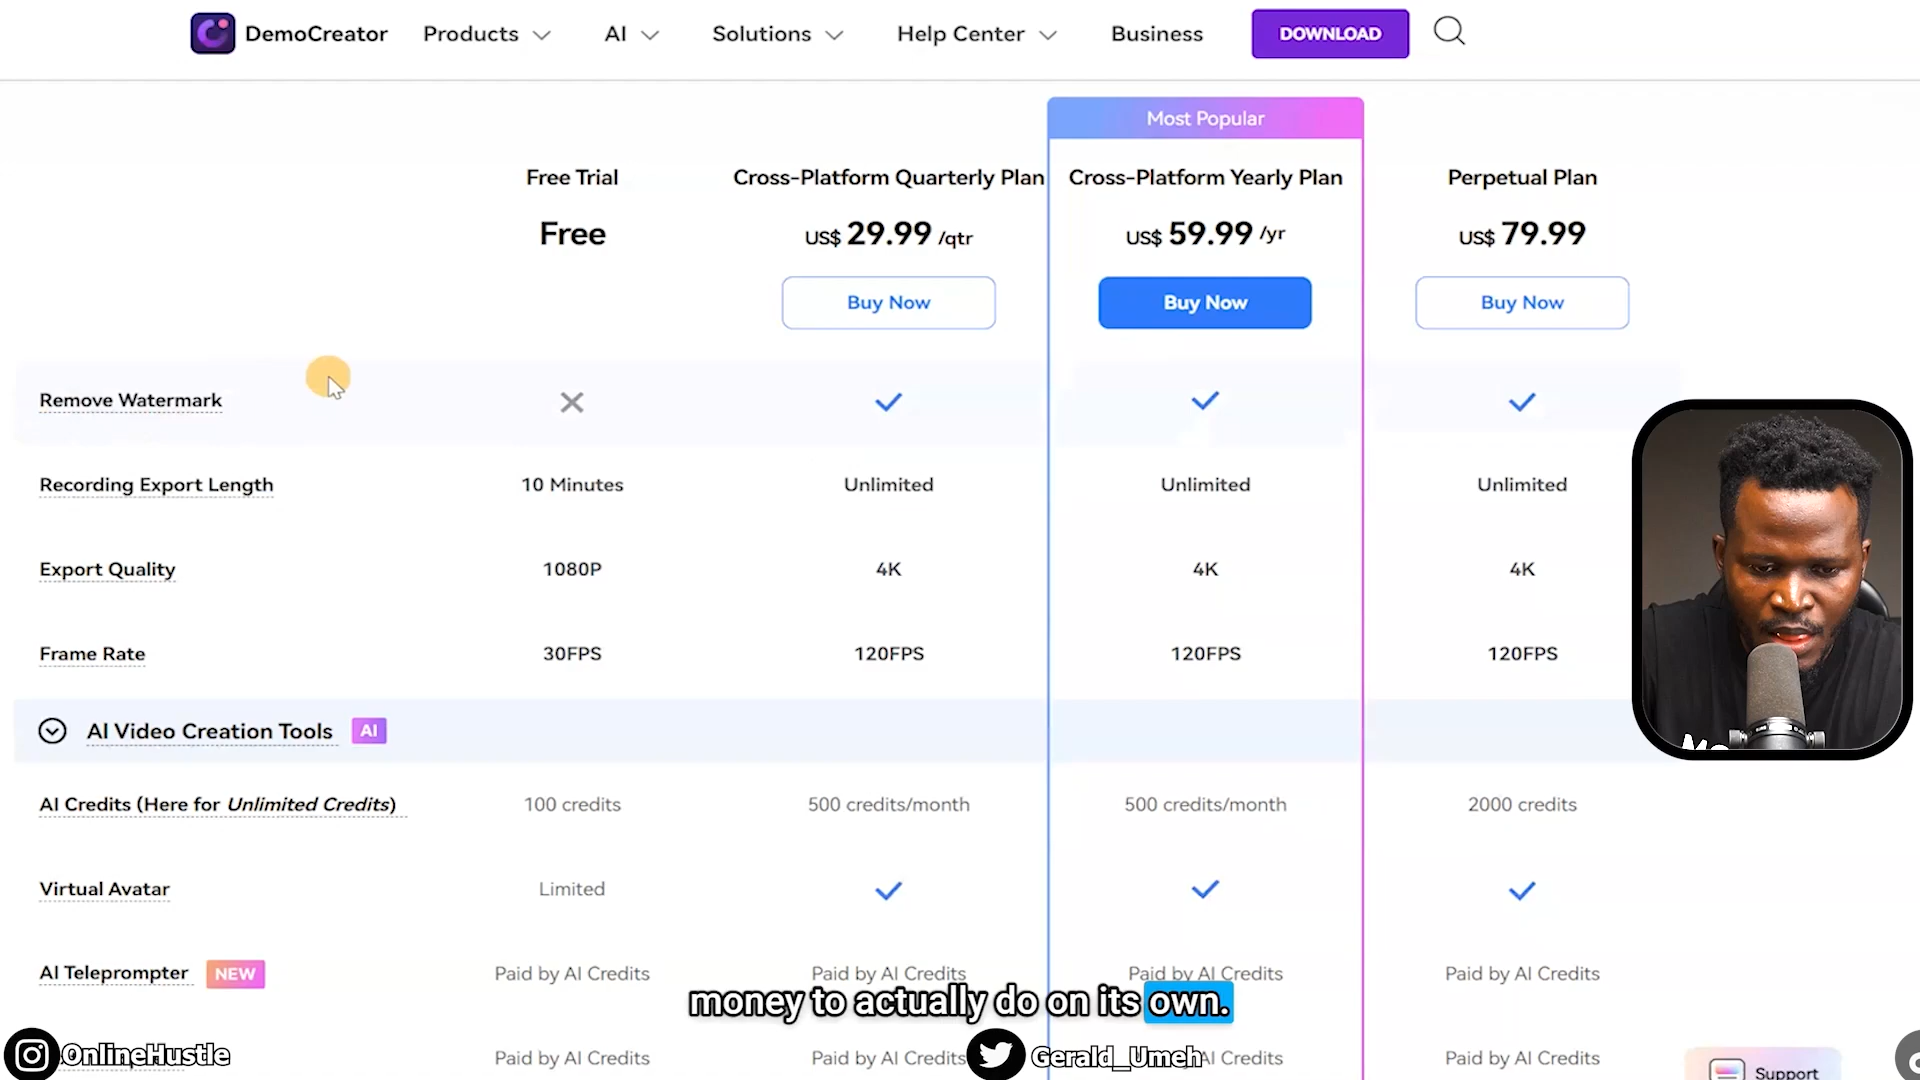 DemoCreator Products AI Solutions Help Center Business DOWNLOAD
Most Popular
Free Trial Cross-Platform Quarterly Plan Cross-Platform Yearly Plan Perpetual Plan
Free US$ 29.99 /qtr US$ 59.99 /yr US$ 79.99
Buy Now Buy Now Buy Now
Remove Watermark
Recording Export Length 10 Minutes Unlimited Unlimited Unlimited
Export Quality 1080P 4K 4K 4K
Frame Rate 30FPS 120FPS 120FPS 120FPS
AI Video Creation Tools AI
AI Credits (Here for Unlimited Credits) 100 credits 500 credits/month 500 credits/month 2000 credits
Virtual Avatar Limited
AI Teleprompter NEW Paid by AI Credits Paid by AI Credits Paid by AI Credits Paid by AI Credits
money to actually do on its own.
OnlineHustle Paid by AI Credits Paid by AI Gerald_Umeh AI Credits Paid by AI Credits
Support